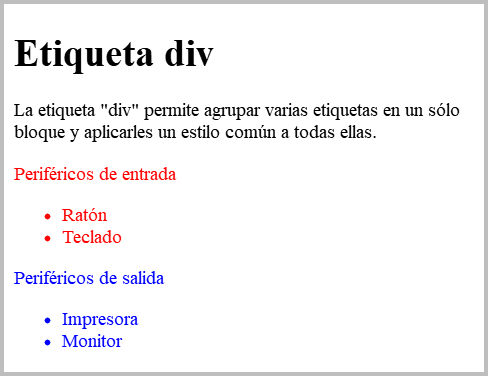 Etiqueta div
La etiqueta "div" permite agrupar varias etiquetas en un sólo
bloque y aplicarles un estilo común a todas ellas.
Periféricos de entrada
• Ratón
• Teclado
Periféricos de salida
• Impresora
• Monitor